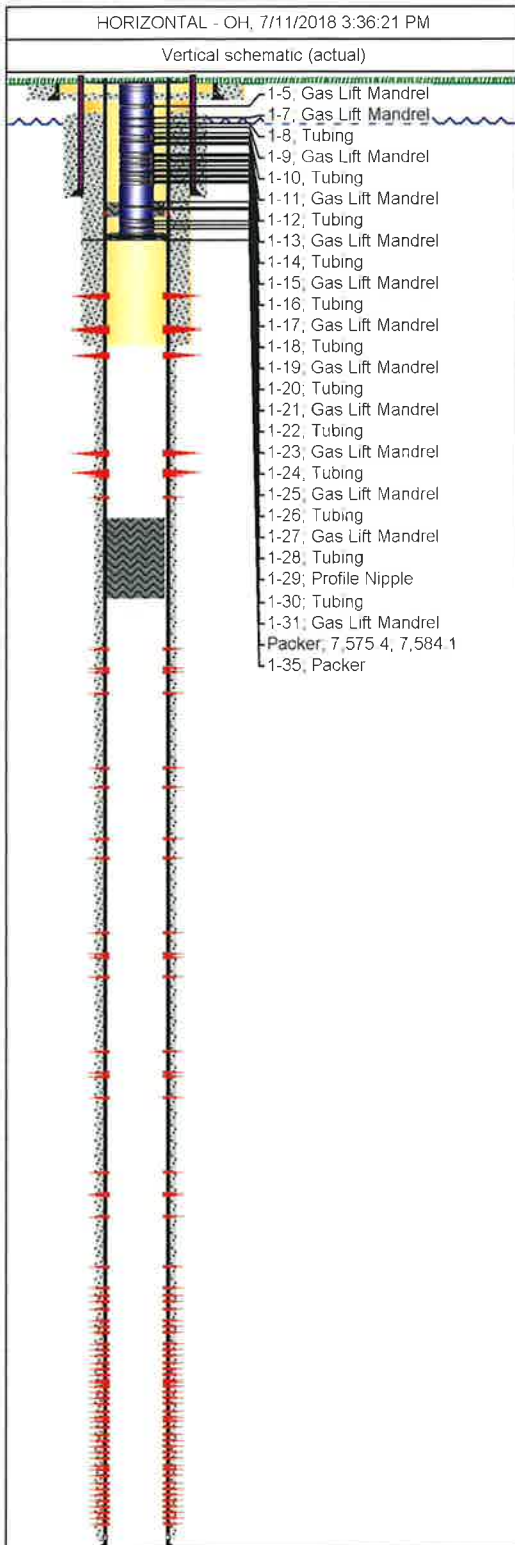 HORIZONTAL - OH, 7/11/2018 3:36:21 PM
Vertical schematic (actual)
1-5; Gas Lift Mandrel
1-7; Gas Lift Mandrel
1-8; Tubing
1-9; Gas Lift Mandrel
1-10; Tubing
1-11; Gas Lift Mandrel
1-12; Tubing
1-13; Gas Lift Mandrel
1-14; Tubing
1-15; Gas Lift Mandrel
1-16; Tubing
1-17; Gas Lift Mandrel
1-18; Tubing
1-19; Gas Lift Mandrel
1-20; Tubing
1-21; Gas Lift Mandrel
1-22; Tubing
1-23; Gas Lift Mandrel
1-24; Tubing
1-25; Gas Lift Mandrel
1-26; Tubing
1-27; Gas Lift Mandrel
1-28; Tubing
1-29; Profile Nipple
1-30; Tubing
1-31; Gas Lift Mandrel
Packer; 7,575.4; 7,584.1
1-35; Packer